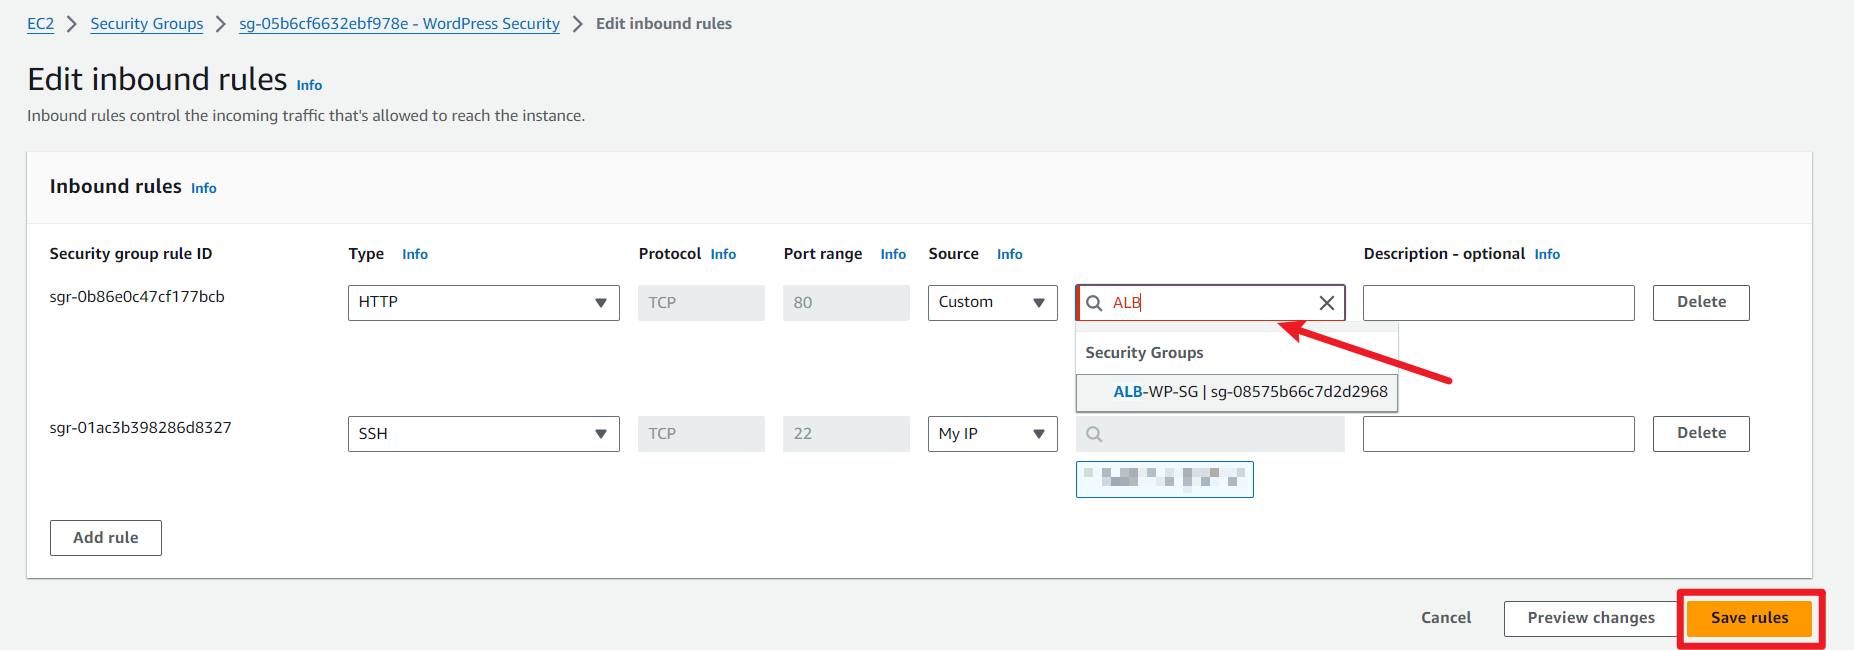 EC2 > Security Groups > sg-05b6cf6632ebf978e - WordPress Security > Edit inbound rules
Edit inbound rules Info
Inbound rules control the incoming traffic that's allowed to reach the instance.
Inbound rules Info
Security group rule ID Type Info Protocol Info Port range Info Source Info Description - optional Info
sgr-0b86e0c47cf177bcb HTTP TCP 80 Custom ALB Delete
Security Groups
ALB-WP-SG | sg-08575b66c7d2d2968
sgr-01ac3b398286d8327 SSH TCP 22 My IP Delete
Add rule
Cancel Preview changes Save rules